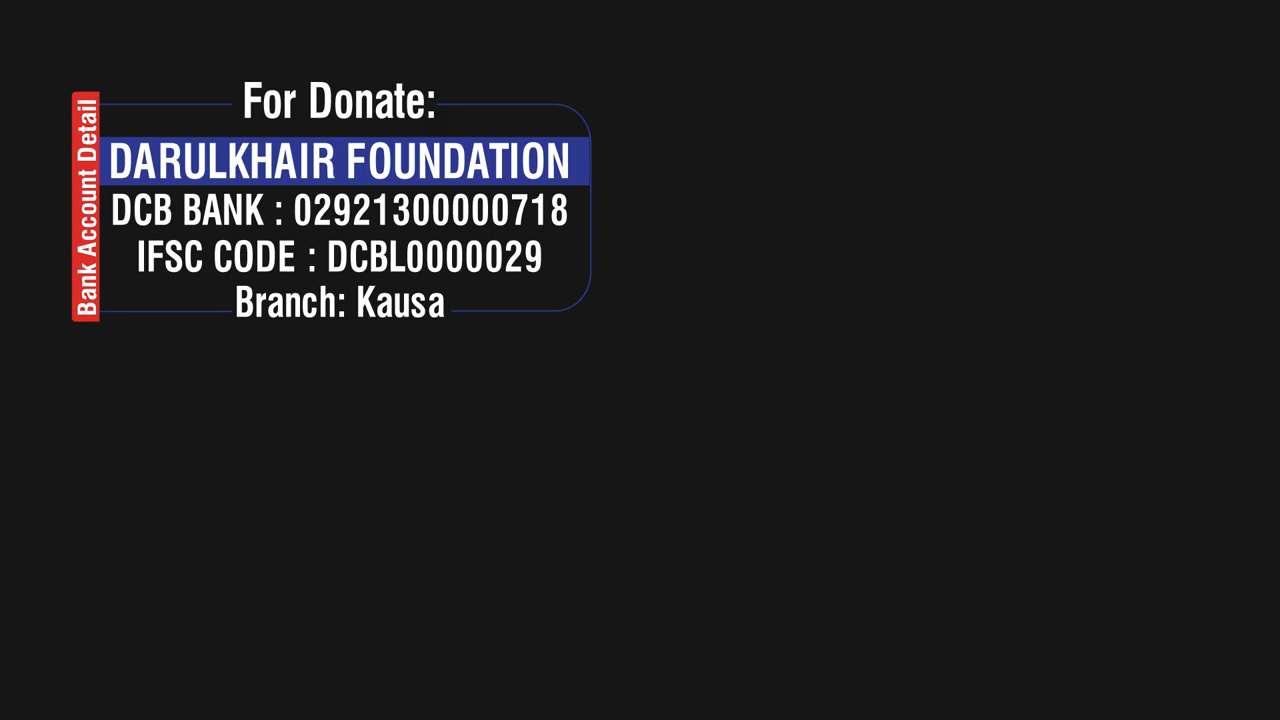 For Donate:
Bank Account Detail
DARULKHAIR FOUNDATION
DCB BANK : 02921300000718
IFSC CODE : DCBL0000029
Branch: Kausa